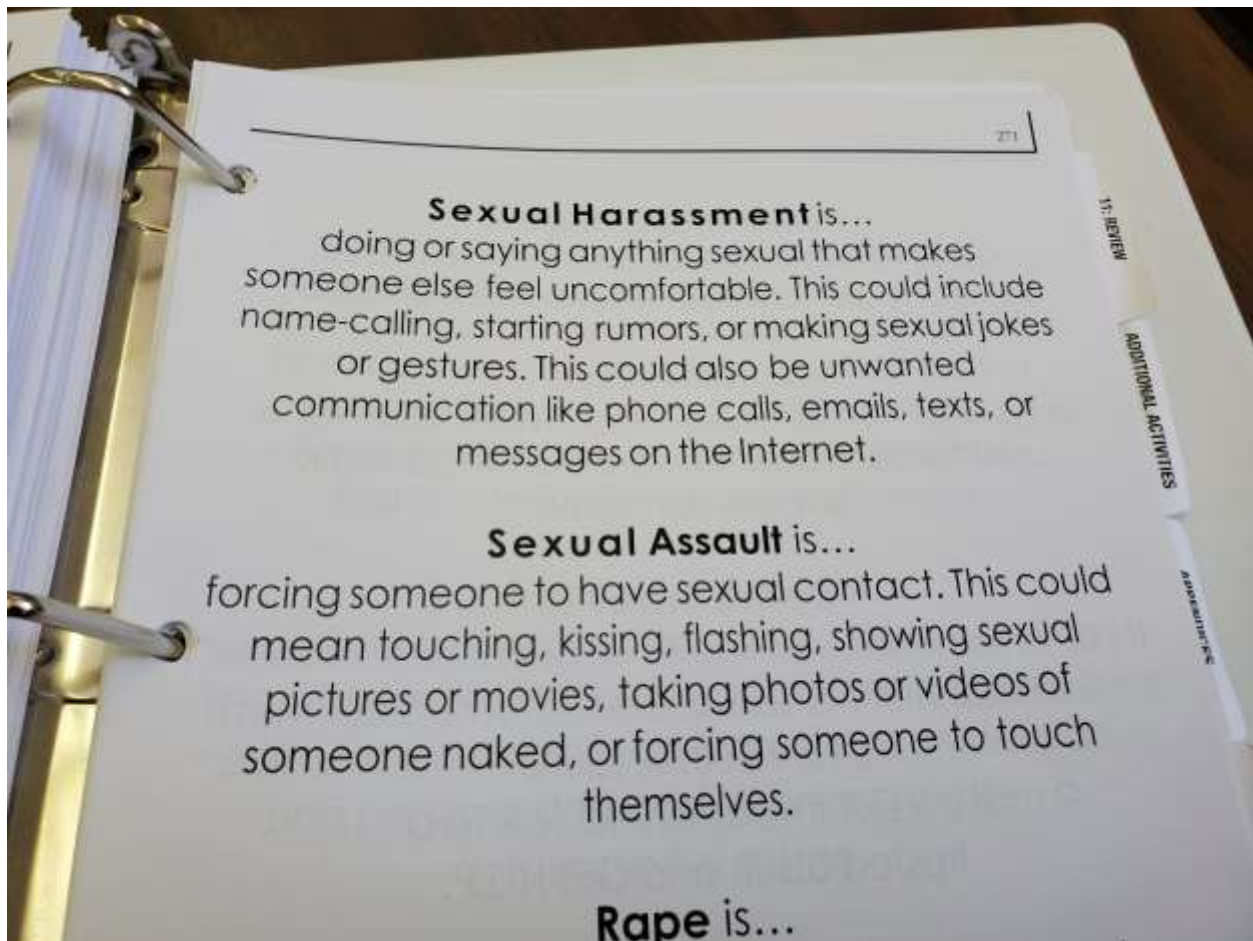 271
Sexual Harassment is...
doing or saying anything sexual that makes
someone else feel uncomfortable. This could include
name-calling, starting rumors, or making sexual jokes
or gestures. This could also be unwanted
communication like phone calls, emails, texts, or
messages on the Internet.
Sexual Assault is...
forcing someone to have sexual contact. This could
mean touching, kissing, flashing, showing sexual
pictures or movies, taking photos or videos of
someone naked, or forcing someone to touch
themselves.
Rape is...
11: REVIEW
ADDITIONAL ACTIVITIES